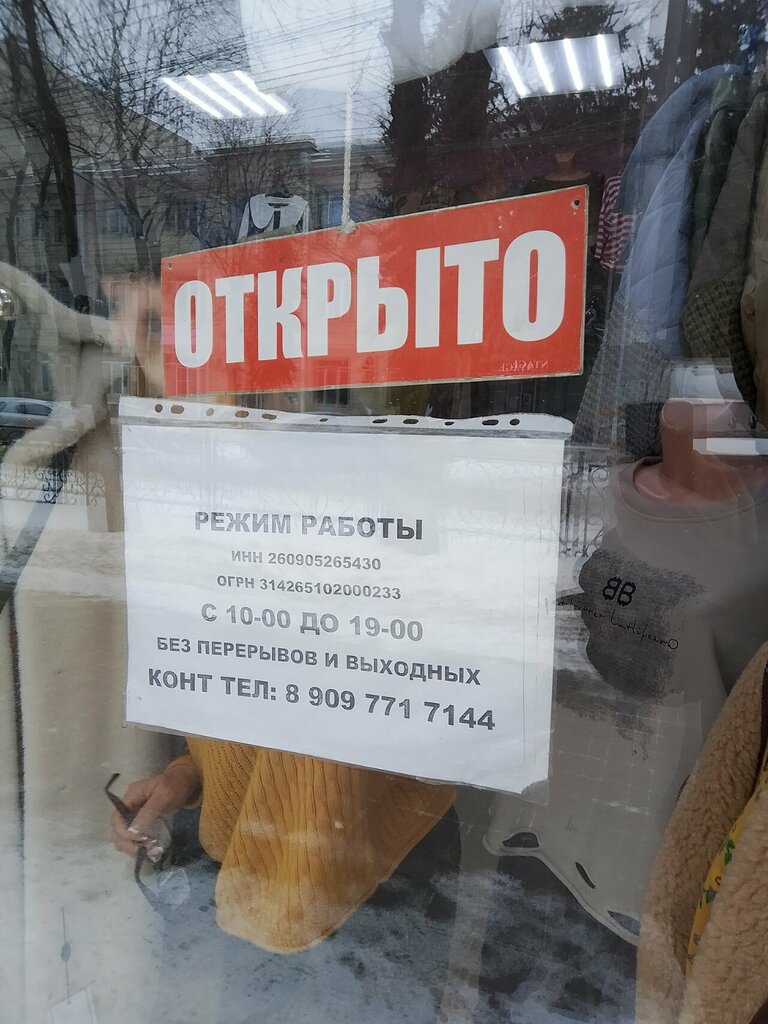 ОТКРЫТО
РЕЖИМ РАБОТЫ
ИНН 260905265430
ОГРН 314265102000233
С 10-00 ДО 19-00
БЕЗ ПЕРЕРЫВОВ И ВЫХОДНЫХ
КОНТ ТЕЛ: 8 909 771 7144